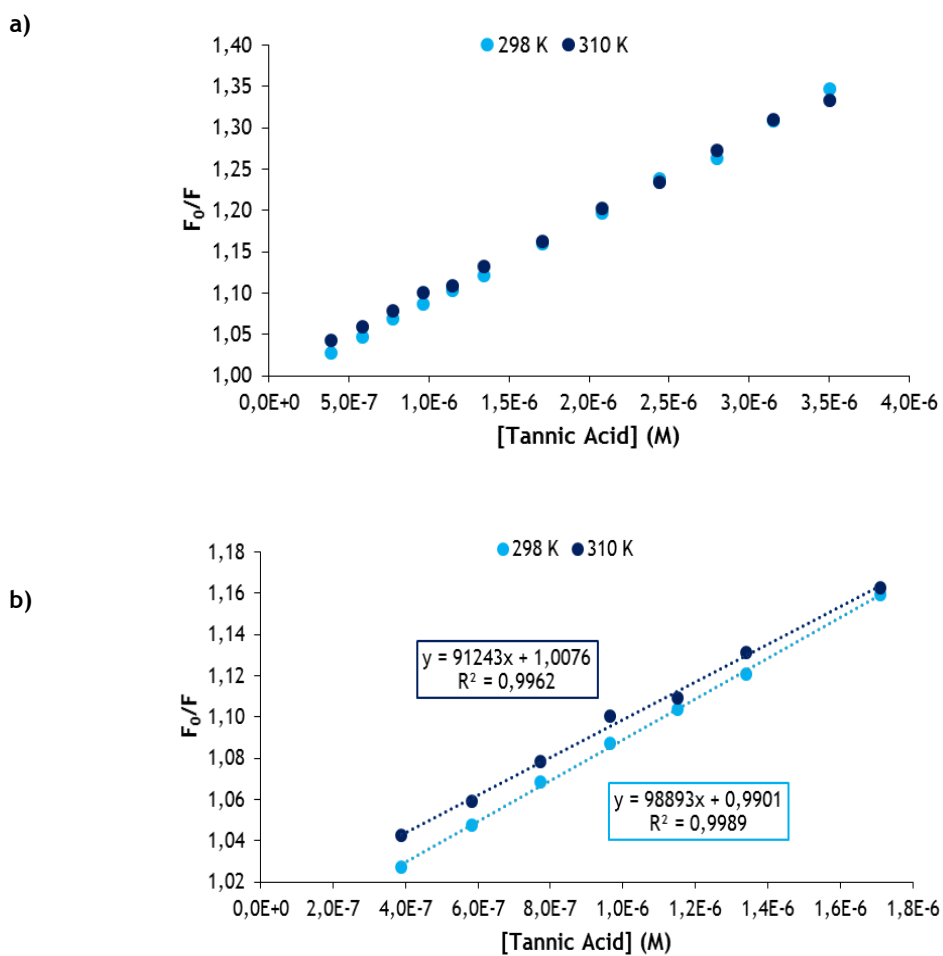 a)
298 K 310 K
1,40
1,35
1,30
1,25
1,20
1,15
1,10
1,05
1,00
F₀/F
0,0E+0 5,0E-7 1,0E-6 1,5E-6 2,0E-6 2,5E-6 3,0E-6 3,5E-6 4,0E-6
[Tannic Acid] (M)
b)
298 K 310 K
1,18
1,16
1,14
1,12
1,10
1,08
1,06
1,04
1,02
F₀/F
y = 91243x + 1,0076
R² = 0,9962
y = 98893x + 0,9901
R² = 0,9989
0,0E+0 2,0E-7 4,0E-7 6,0E-7 8,0E-7 1,0E-6 1,2E-6 1,4E-6 1,6E-6 1,8E-6
[Tannic Acid] (M)